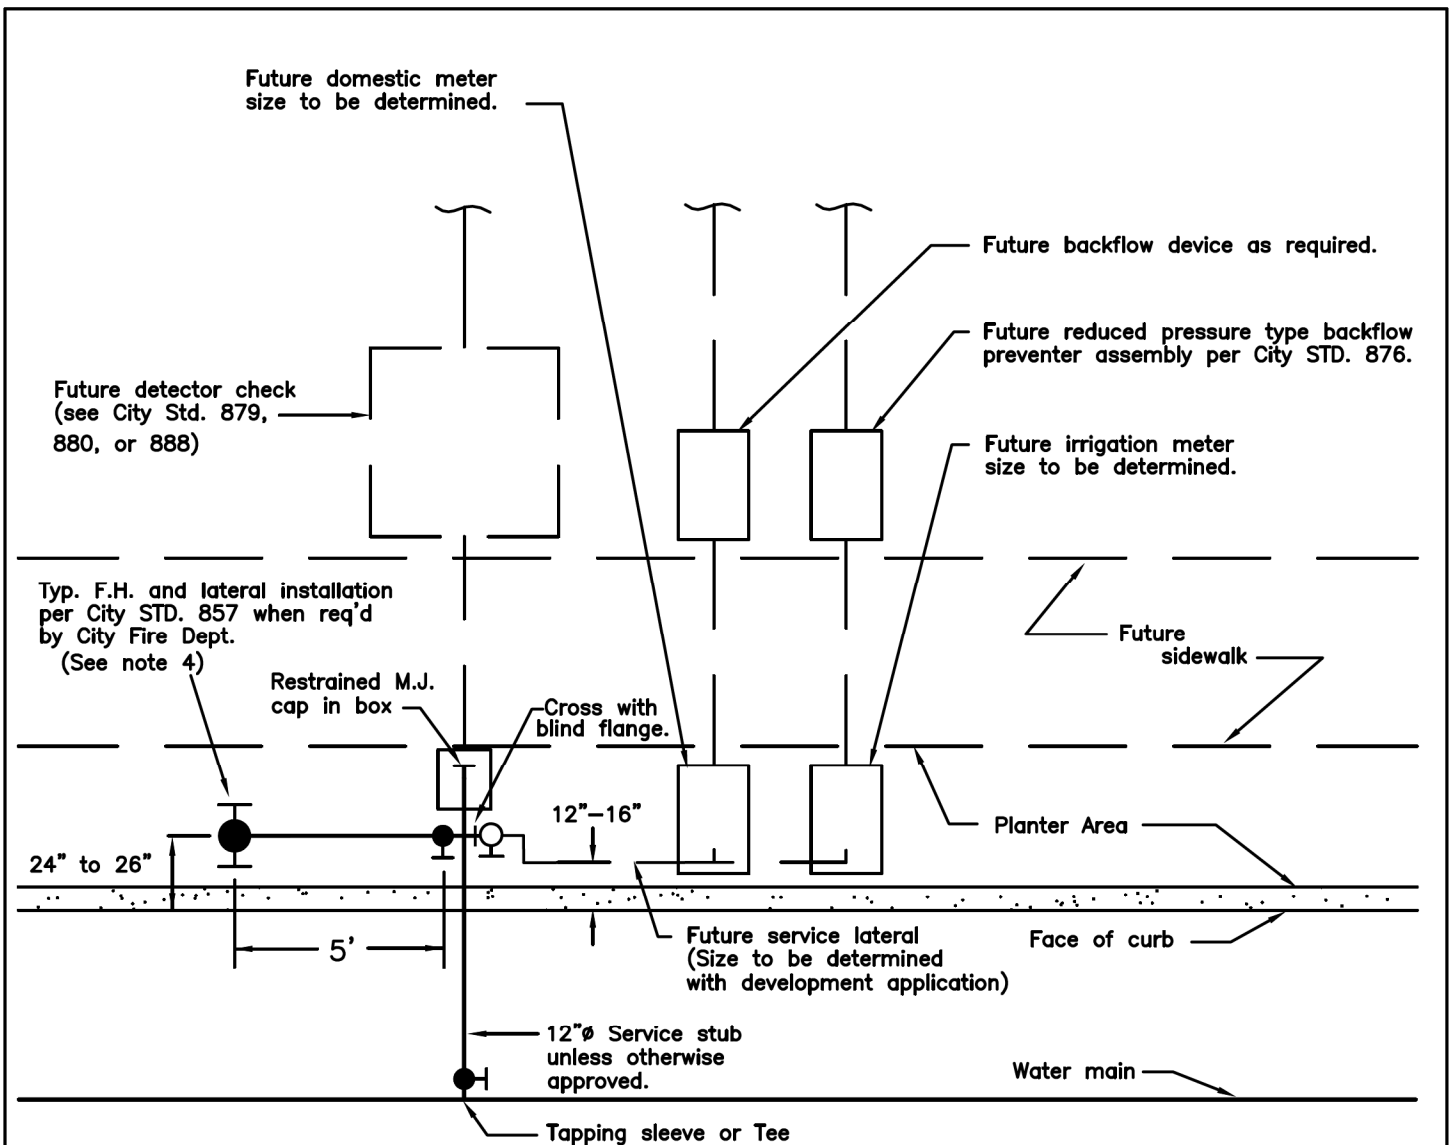 Future domestic meter
size to be determined.
Future backflow device as required.
Future reduced pressure type backflow
preventer assembly per City STD. 876.
Future detector check
(see City Std. 879,
880, or 888)
Future irrigation meter
size to be determined.
Typ. F.H. and lateral installation
per City STD. 857 when req'd
by City Fire Dept.
(See note 4)
Future
sidewalk
Restrained M.J.
cap in box
Cross with
blind flange.
12"-16"
Planter Area
24" to 26"
5'
Future service lateral
(Size to be determined
with development application)
Face of curb
12"ø Service stub
unless otherwise
approved.
Water main
Tapping sleeve or Tee